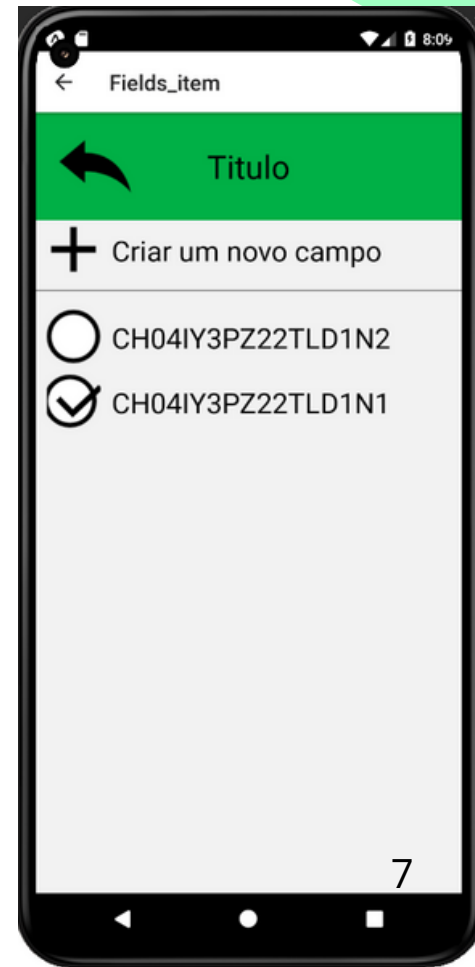 8:09
Fields_item
Titulo
Criar um novo campo
CH04IY3PZ22TLD1N2
CH04IY3PZ22TLD1N1
7